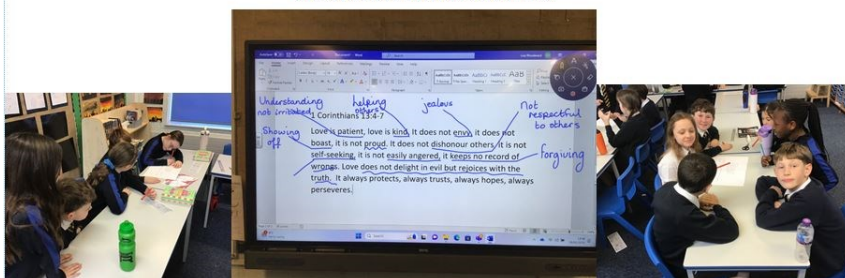 Understanding helping jealous Not
not irritated others respectful
1 Corinthians 13:4-7 to others
Showing Love is patient, love is kind. It does not envy, it does not
off boast, it is not proud. It does not dishonour others, it is not
self-seeking, it is not easily angered, it keeps no record of forgiving
wrongs. Love does not delight in evil but rejoices with the
truth. It always protects, always trusts, always hopes, always
perseveres.